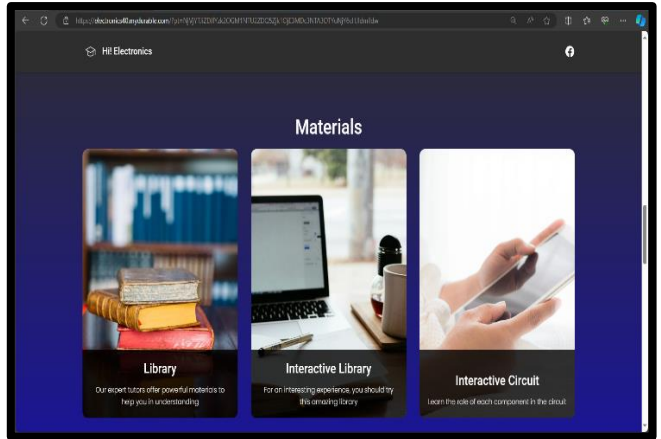 Hi! Electronics
Materials
Library
Our expert tutors offer powerful materials to
help you in understanding
Interactive Library
For an interesting experience, you should try
this amazing library
Interactive Circuit
Learn the role of each component in the circuit